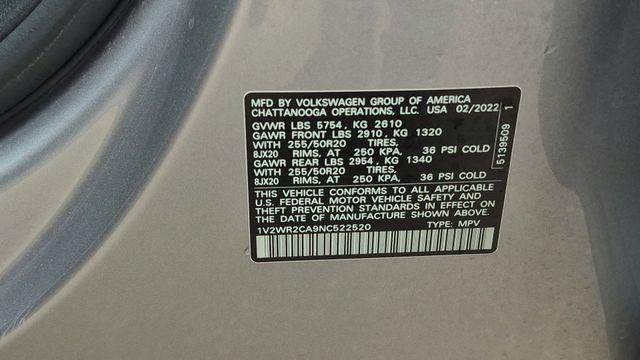 MFD BY VOLKSWAGEN GROUP OF AMERICA
CHATTANOOGA OPERATIONS, LLC. USA 02/2022
GVWR LBS 5754 , KG 2610
GAWR FRONT LBS 2910 , KG 1320
WITH 255/50R20 TIRES,
8JX20 RIMS, AT 250 KPA, 36 PSI COLD
GAWR REAR LBS 2954 , KG 1340
WITH 255/50R20 TIRES,
8JX20 RIMS, AT 250 KPA, 36 PSI COLD
THIS VEHICLE CONFORMS TO ALL APPLICABLE
U.S. FEDERAL MOTOR VEHICLE SAFETY AND
THEFT PREVENTION STANDARDS IN EFFECT ON
THE DATE OF MANUFACTURE SHOWN ABOVE.
1V2WR2CA9NC522520 TYPE: MPV
5139509 1